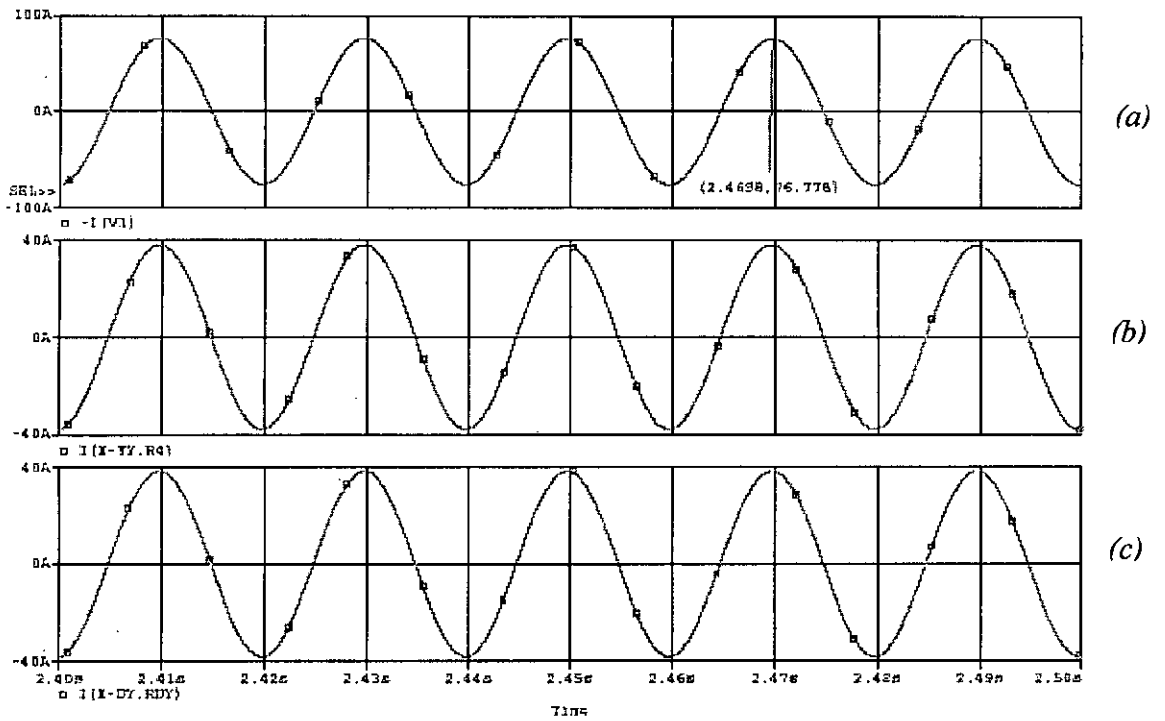 100A
0A
SEL>>
-100A
(2.4698,76.778)
(a)
-I(V1)
40A
0A
-40A
I(X-YY.R4)
(b)
40A
0A
-40A
2.40s 2.41s 2.42s 2.43s 2.44s 2.45s 2.46s 2.47s 2.48s 2.49s 2.50s
I(X-DY.RDY)
Time
(c)